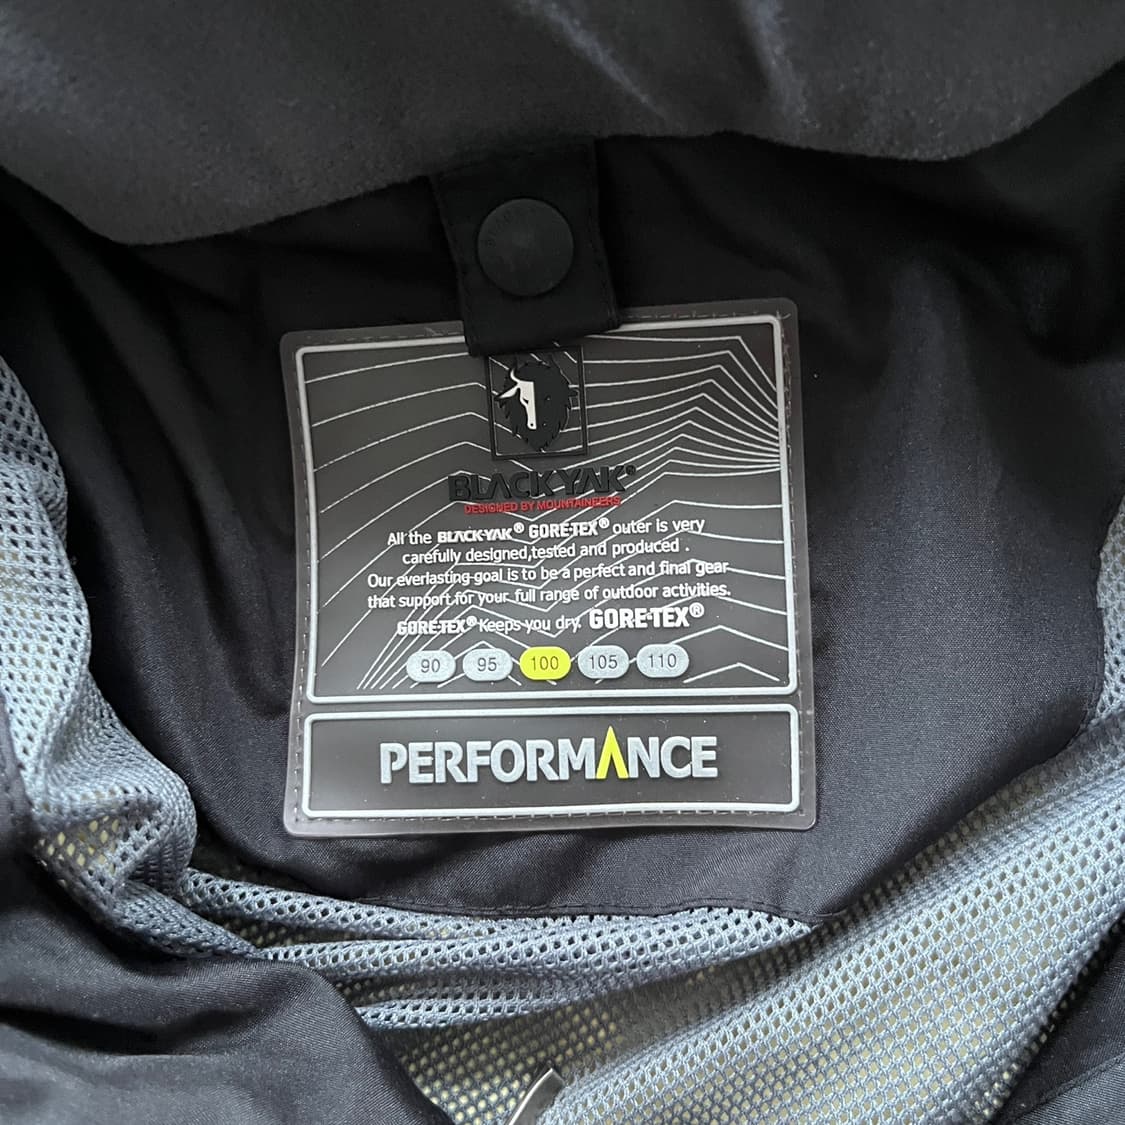 BLACKYAK®
DESIGNED BY MOUNTAINEERS
All the BLACKYAK® GORE-TEX® outer is very
carefully designed,tested and produced .
Our everlasting goal is to be a perfect and final gear
that support for your full range of outdoor activities.
GORE-TEX® Keeps you dry. GORE-TEX®
90 95 100 105 110
PERFORMANCE